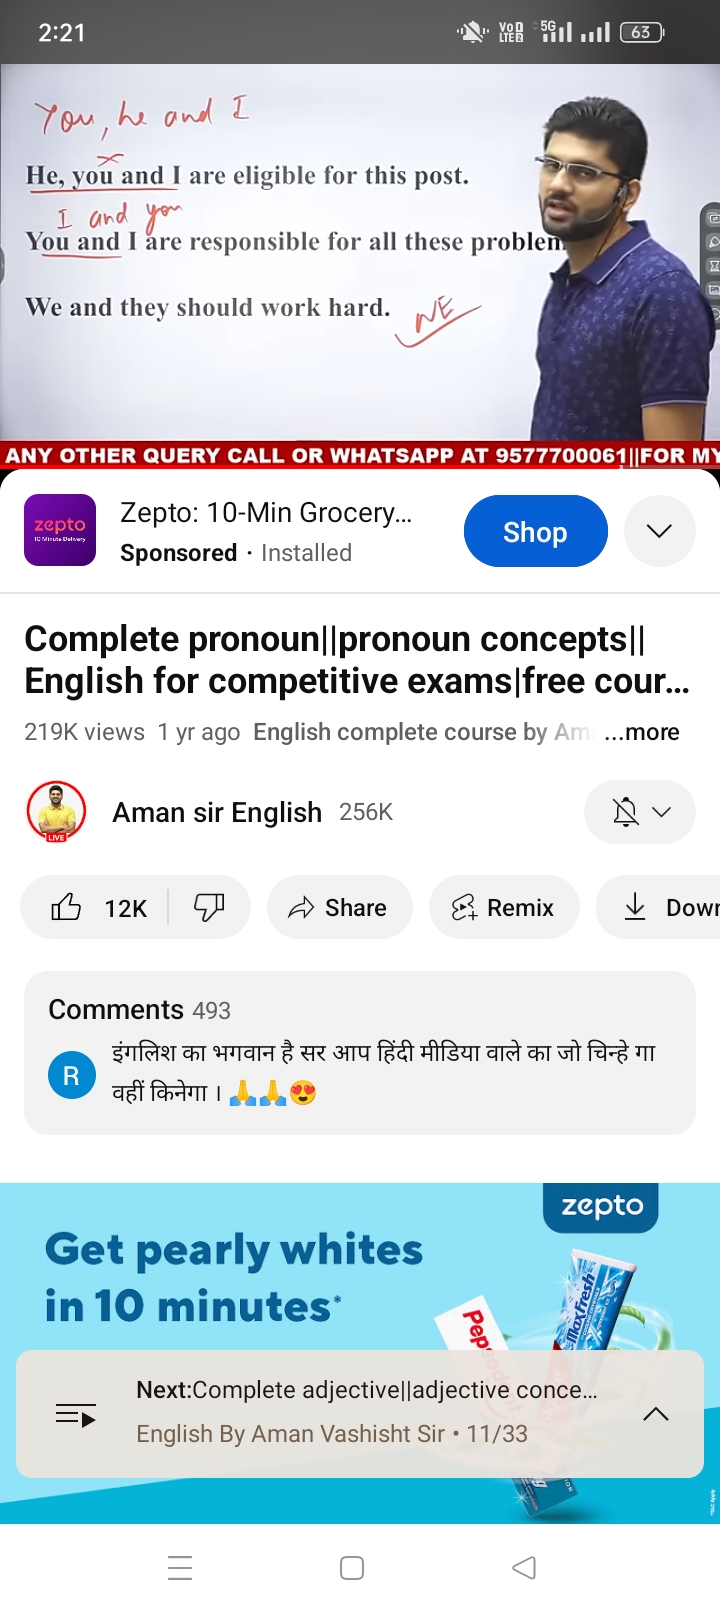 2:21
VoD
LTE2
5G
63
You, he and I
He, you and I are eligible for this post.
I and you
You and I are responsible for all these problem
We and they should work hard.
WE
ANY OTHER QUERY CALL OR WHATSAPP AT 9577700061||FOR MY
zepto
10 Minute Delivery
Zepto: 10-Min Grocery...
Sponsored · Installed
Shop
Complete pronoun||pronoun concepts||
English for competitive exams|free cour...
219K views 1 yr ago English complete course by Am ...more
LIVE
Aman sir English 256K
12K
Share
Remix
Down
Comments 493
R
इंगलिश का भगवान है सर आप हिंदी मीडिया वाले का जो चिन्हे गा
वहीं किनेगा । 🙏🙏😍
zepto
Get pearly whites
in 10 minutes*
MaxFresh
Pep
Next:Complete adjective||adjective conce...
English By Aman Vashisht Sir • 11/33